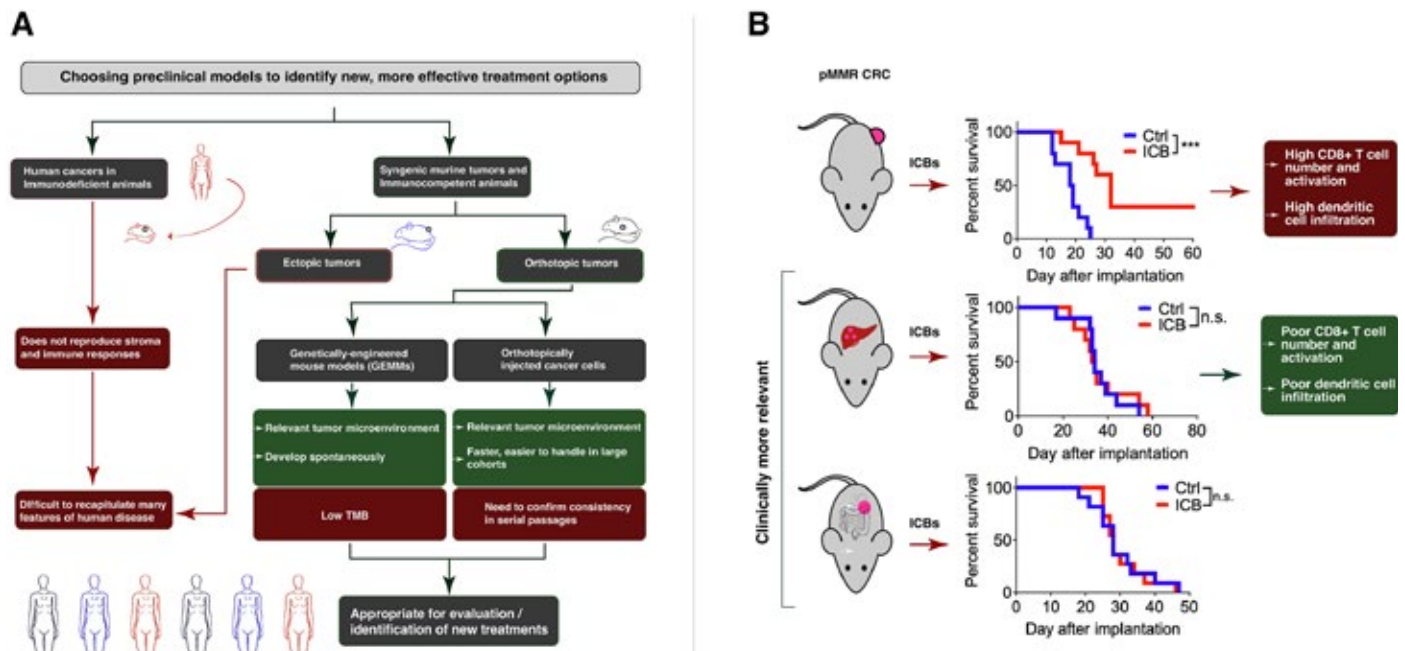 A
Choosing preclinical models to identify new, more effective treatment options
Human cancers in
Immunodeficient animals
Syngenic murine tumors and
Immunocompetent animals
Ectopic tumors
Orthotopic tumors
Does not reproduce stroma
and immune responses
Genetically-engineered
mouse models (GEMMs)
Orthotopically
injected cancer cells
Relevant tumor microenvironment
Develop spontaneously
Relevant tumor microenvironment
Faster, easier to handle in large
cohorts
Difficult to recapitulate many
features of human disease
Low TMB
Need to confirm consistency
in serial passages
Appropriate for evaluation /
identification of new treatments
B
pMMR CRC
Clinically more relevant
ICBs
Percent survival
100
50
0
Ctrl
ICB
***
0 10 20 30 40 50 60
Day after implantation
High CD8+ T cell
number and
activation
High dendritic
cell infiltration
ICBs
Percent survival
100
50
0
Ctrl
ICB
n.s.
0 20 40 60 80
Day after implantation
Poor CD8+ T cell
number and
activation
Poor dendritic cell
infiltration
ICBs
Percent survival
100
50
0
Ctrl
ICB
n.s.
0 10 20 30 40 50
Day after implantation